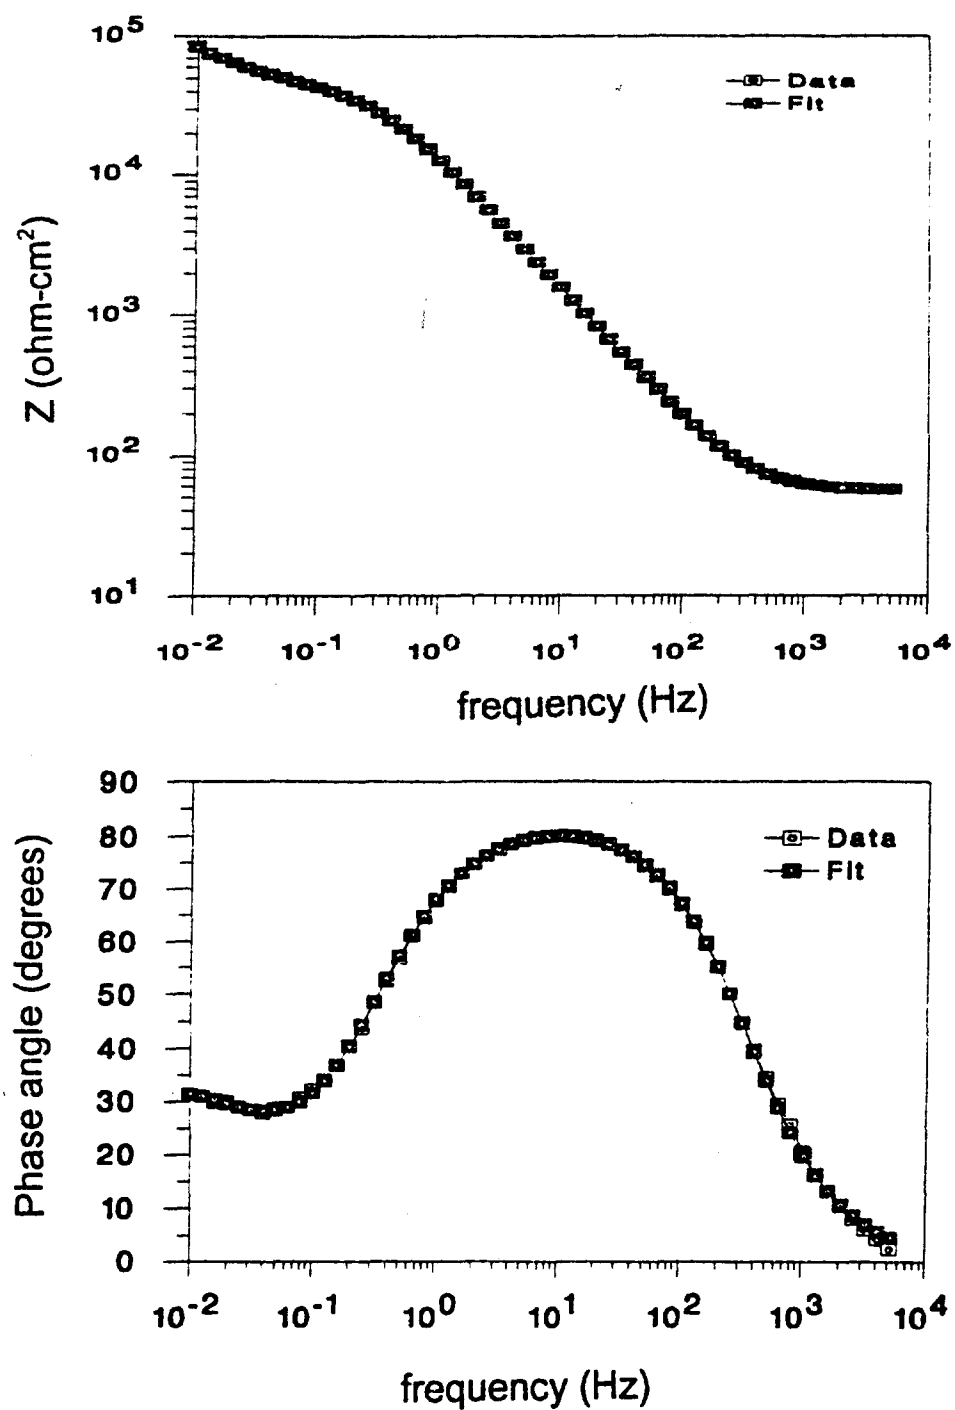 10⁵
Data
Fit
10⁴
Z (ohm-cm²)
10³
10²
10¹
10⁻² 10⁻¹ 10⁰ 10¹ 10² 10³ 10⁴
frequency (Hz)
90
80
Data
70
Fit
60
50
40
30
20
10
0
Phase angle (degrees)
10⁻² 10⁻¹ 10⁰ 10¹ 10² 10³ 10⁴
frequency (Hz)